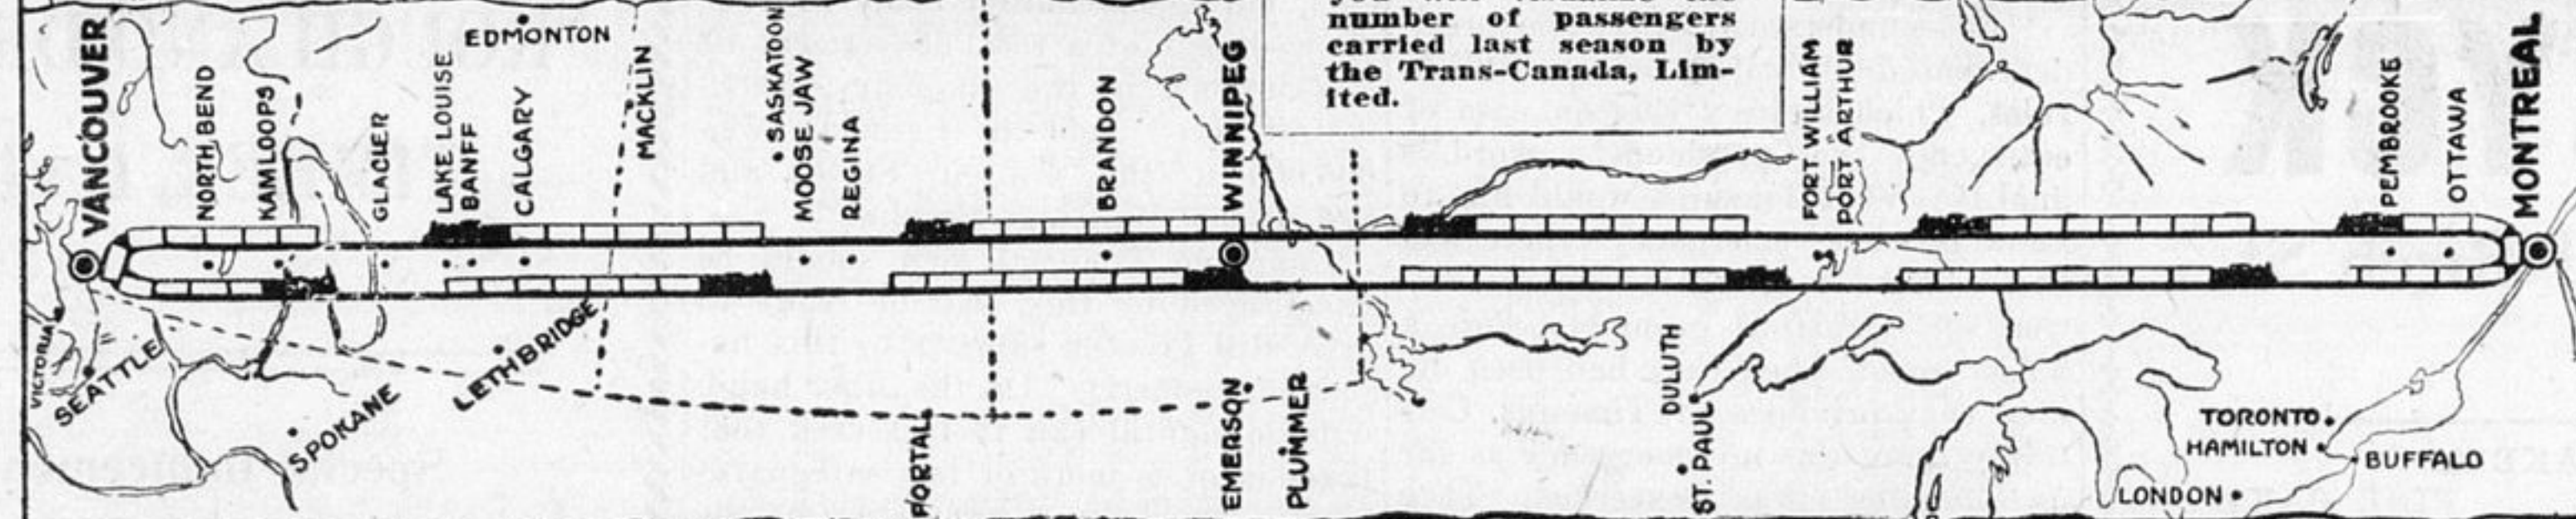 number of passengers
carried last season by
the Trans-Canada, Lim-
ited.
VANCOUVER
NORTH BEND
KAMLOOPS
GLACIER
LAKE LOUISE
BANFF
CALGARY
EDMONTON
MACKLIN
SASKATOON
MOOSE JAW
REGINA
BRANDON
WINNIPEG
FORT WILLIAM
PORT ARTHUR
PEMBROOKE
OTTAWA
MONTREAL
VICTORIA
SEATTLE
SPOKANE
LETHBRIDGE
PORTAL
EMERSON
PLUMMER
DULUTH
ST. PAUL
TORONTO
HAMILTON
BUFFALO
LONDON